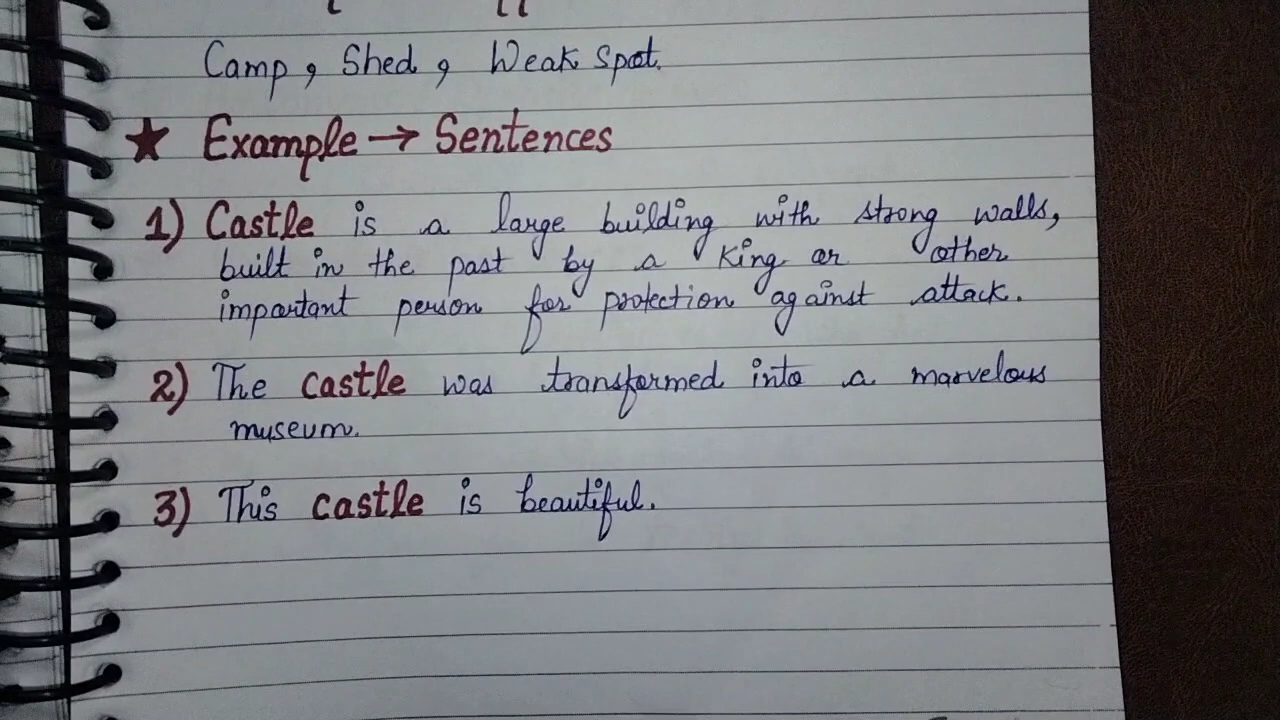 Camp, Shed, Weak Spot.
★ Example → Sentences
1) Castle is a large building with strong walls,
built in the past by a King or other
important person for protection against attack.
2) The castle was transformed into a marvelous
museum.
3) This castle is beautiful.